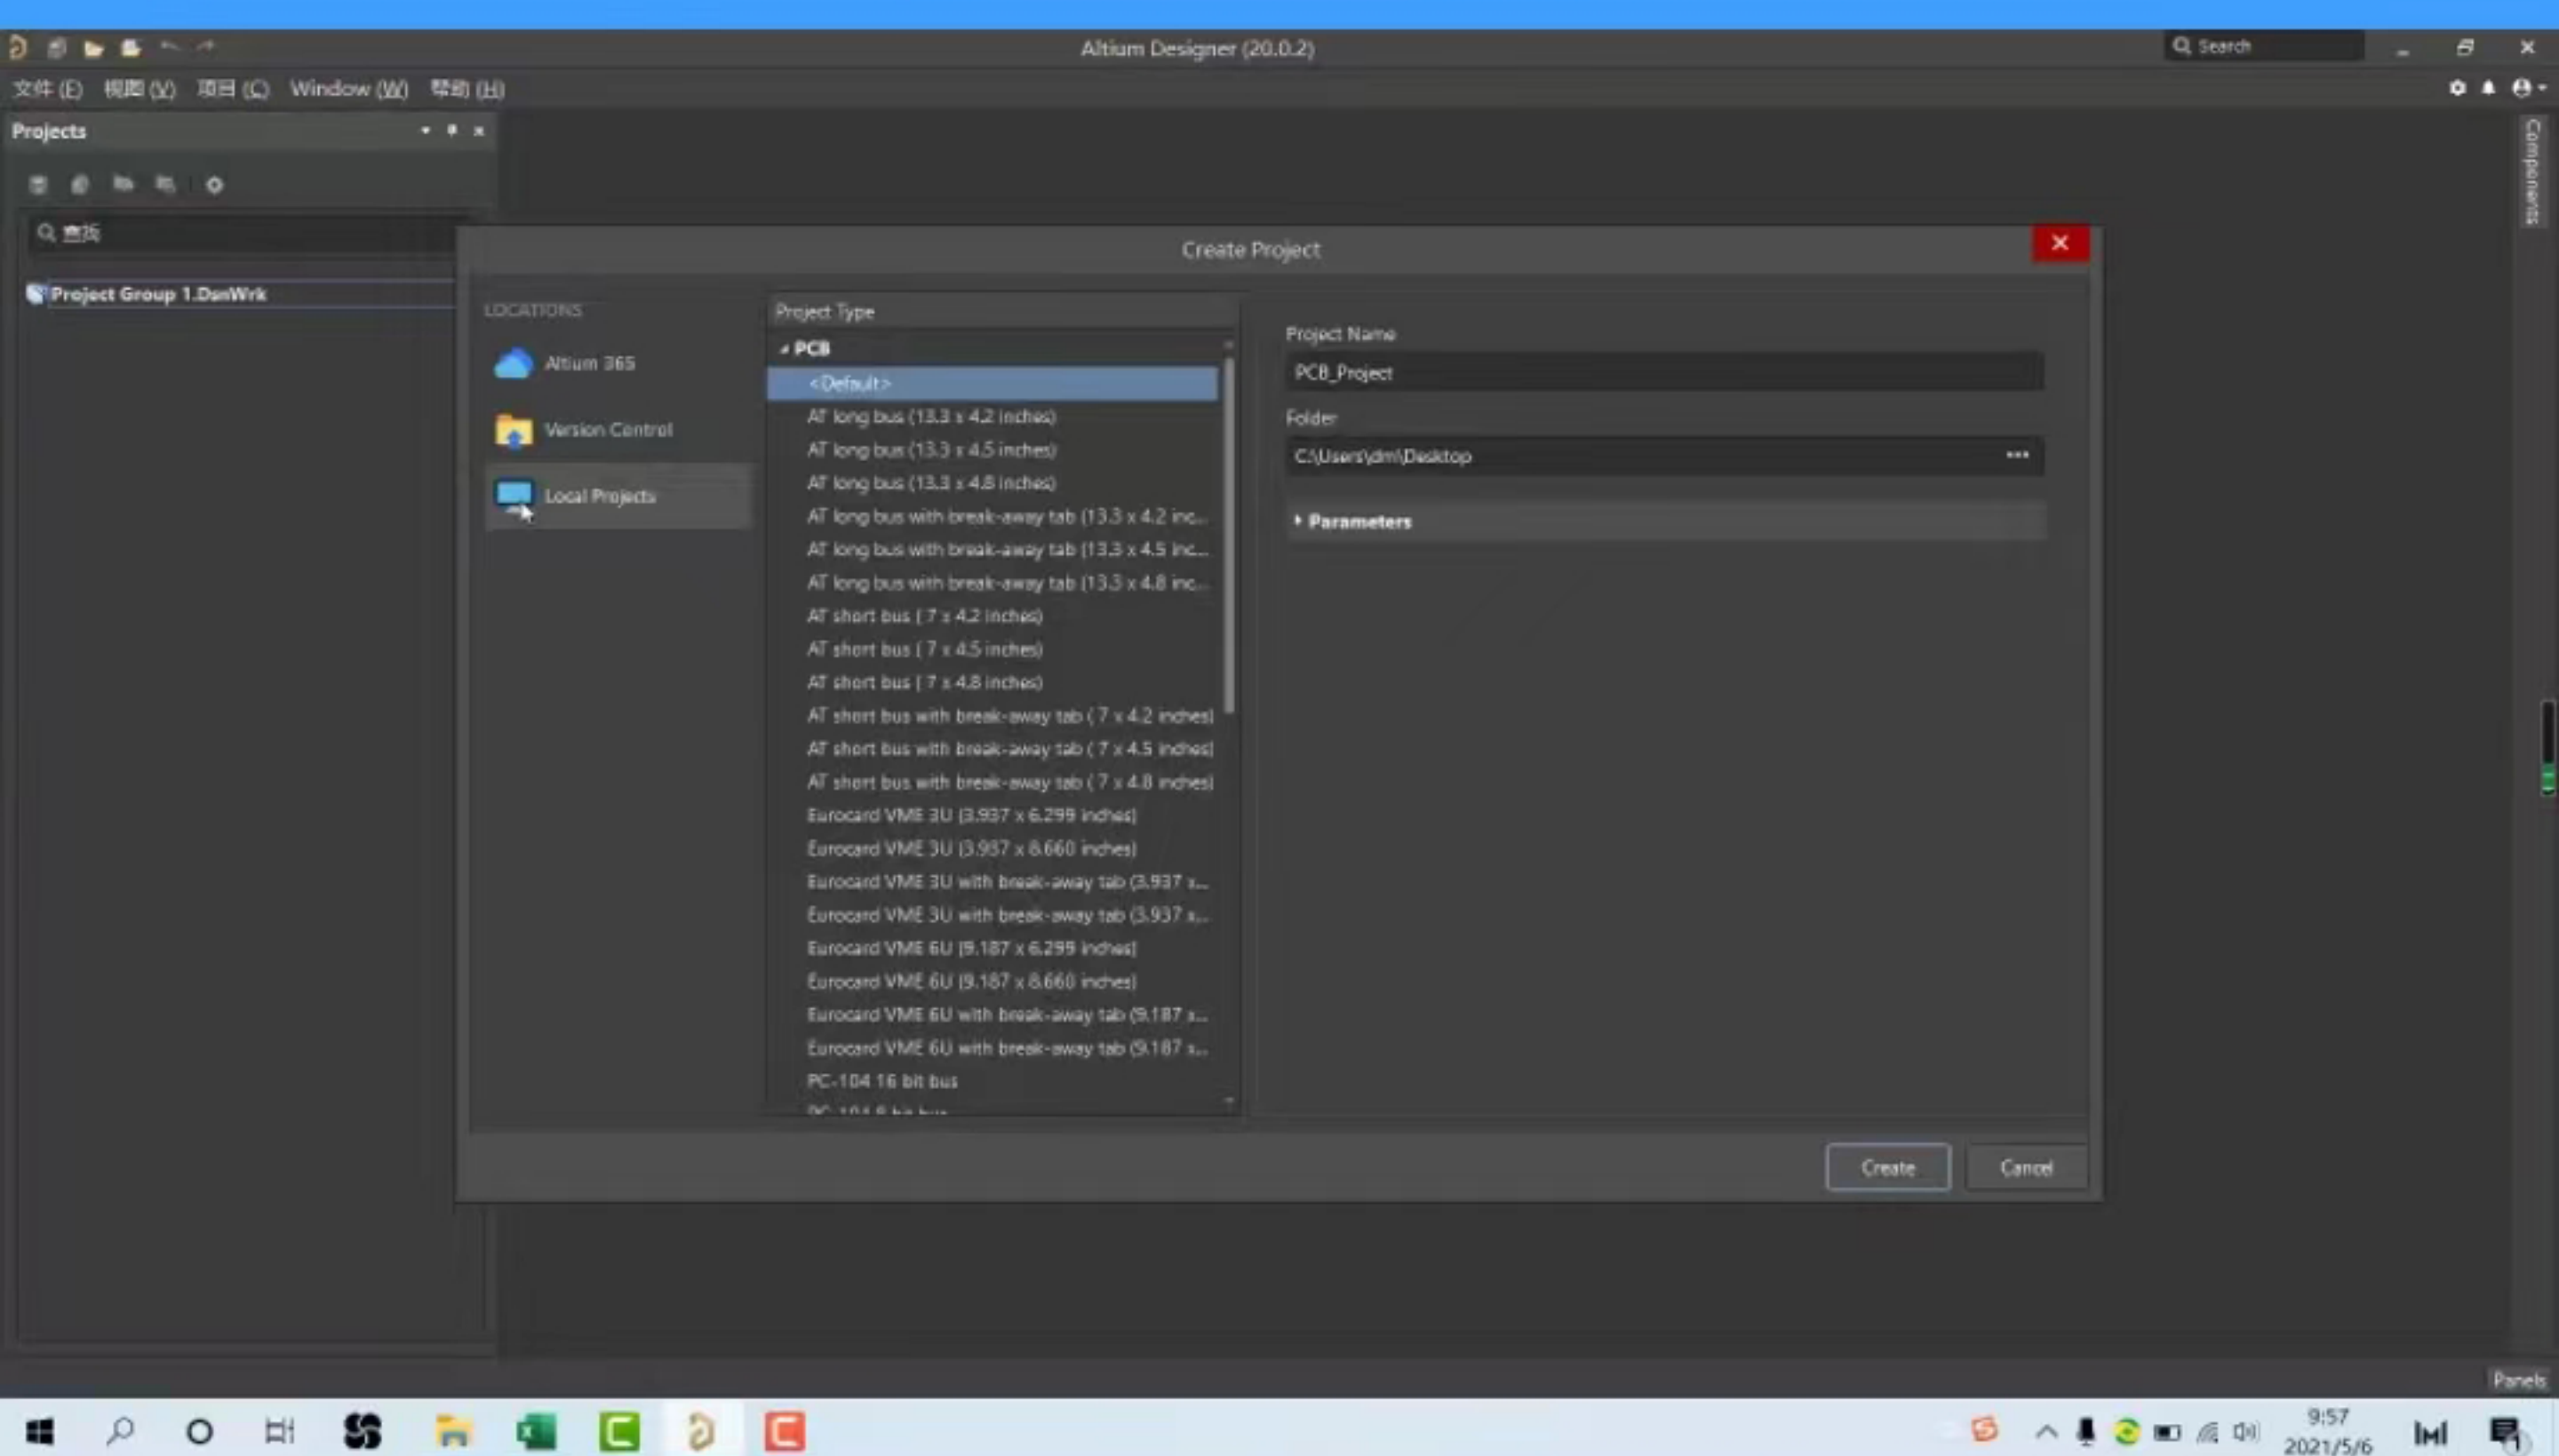 Altium Designer (20.0.2)
Search
文件 (F) 视图 (V) 项目 (C) Window (W) 帮助 (H)
Projects
Components
查找
Project Group 1.DsnWrk
Create Project
LOCATIONS
Altium 365
Version Control
Local Projects
Project Type
PCB
<Default>
AT long bus (13.3 x 4.2 inches)
AT long bus (13.3 x 4.5 inches)
AT long bus (13.3 x 4.8 inches)
AT long bus with break-away tab (13.3 x 4.2 inc...
AT long bus with break-away tab (13.3 x 4.5 inc...
AT long bus with break-away tab (13.3 x 4.8 inc...
AT short bus ( 7 x 4.2 inches)
AT short bus ( 7 x 4.5 inches)
AT short bus ( 7 x 4.8 inches)
AT short bus with break-away tab ( 7 x 4.2 inches)
AT short bus with break-away tab ( 7 x 4.5 inches)
AT short bus with break-away tab ( 7 x 4.8 inches)
Eurocard VME 3U (3.937 x 6.299 inches)
Eurocard VME 3U (3.937 x 8.660 inches)
Eurocard VME 3U with break-away tab (3.937 x...
Eurocard VME 3U with break-away tab (3.937 x...
Eurocard VME 6U (9.187 x 6.299 inches)
Eurocard VME 6U (9.187 x 8.660 inches)
Eurocard VME 6U with break-away tab (9.187 x...
Eurocard VME 6U with break-away tab (9.187 x...
PC-104 16 bit bus
PC-104 8 bit bus
Project Name
PCB_Project
Folder
C:\Users\dm\Desktop
...
Parameters
Create
Cancel
Panels
9:57
2021/5/6